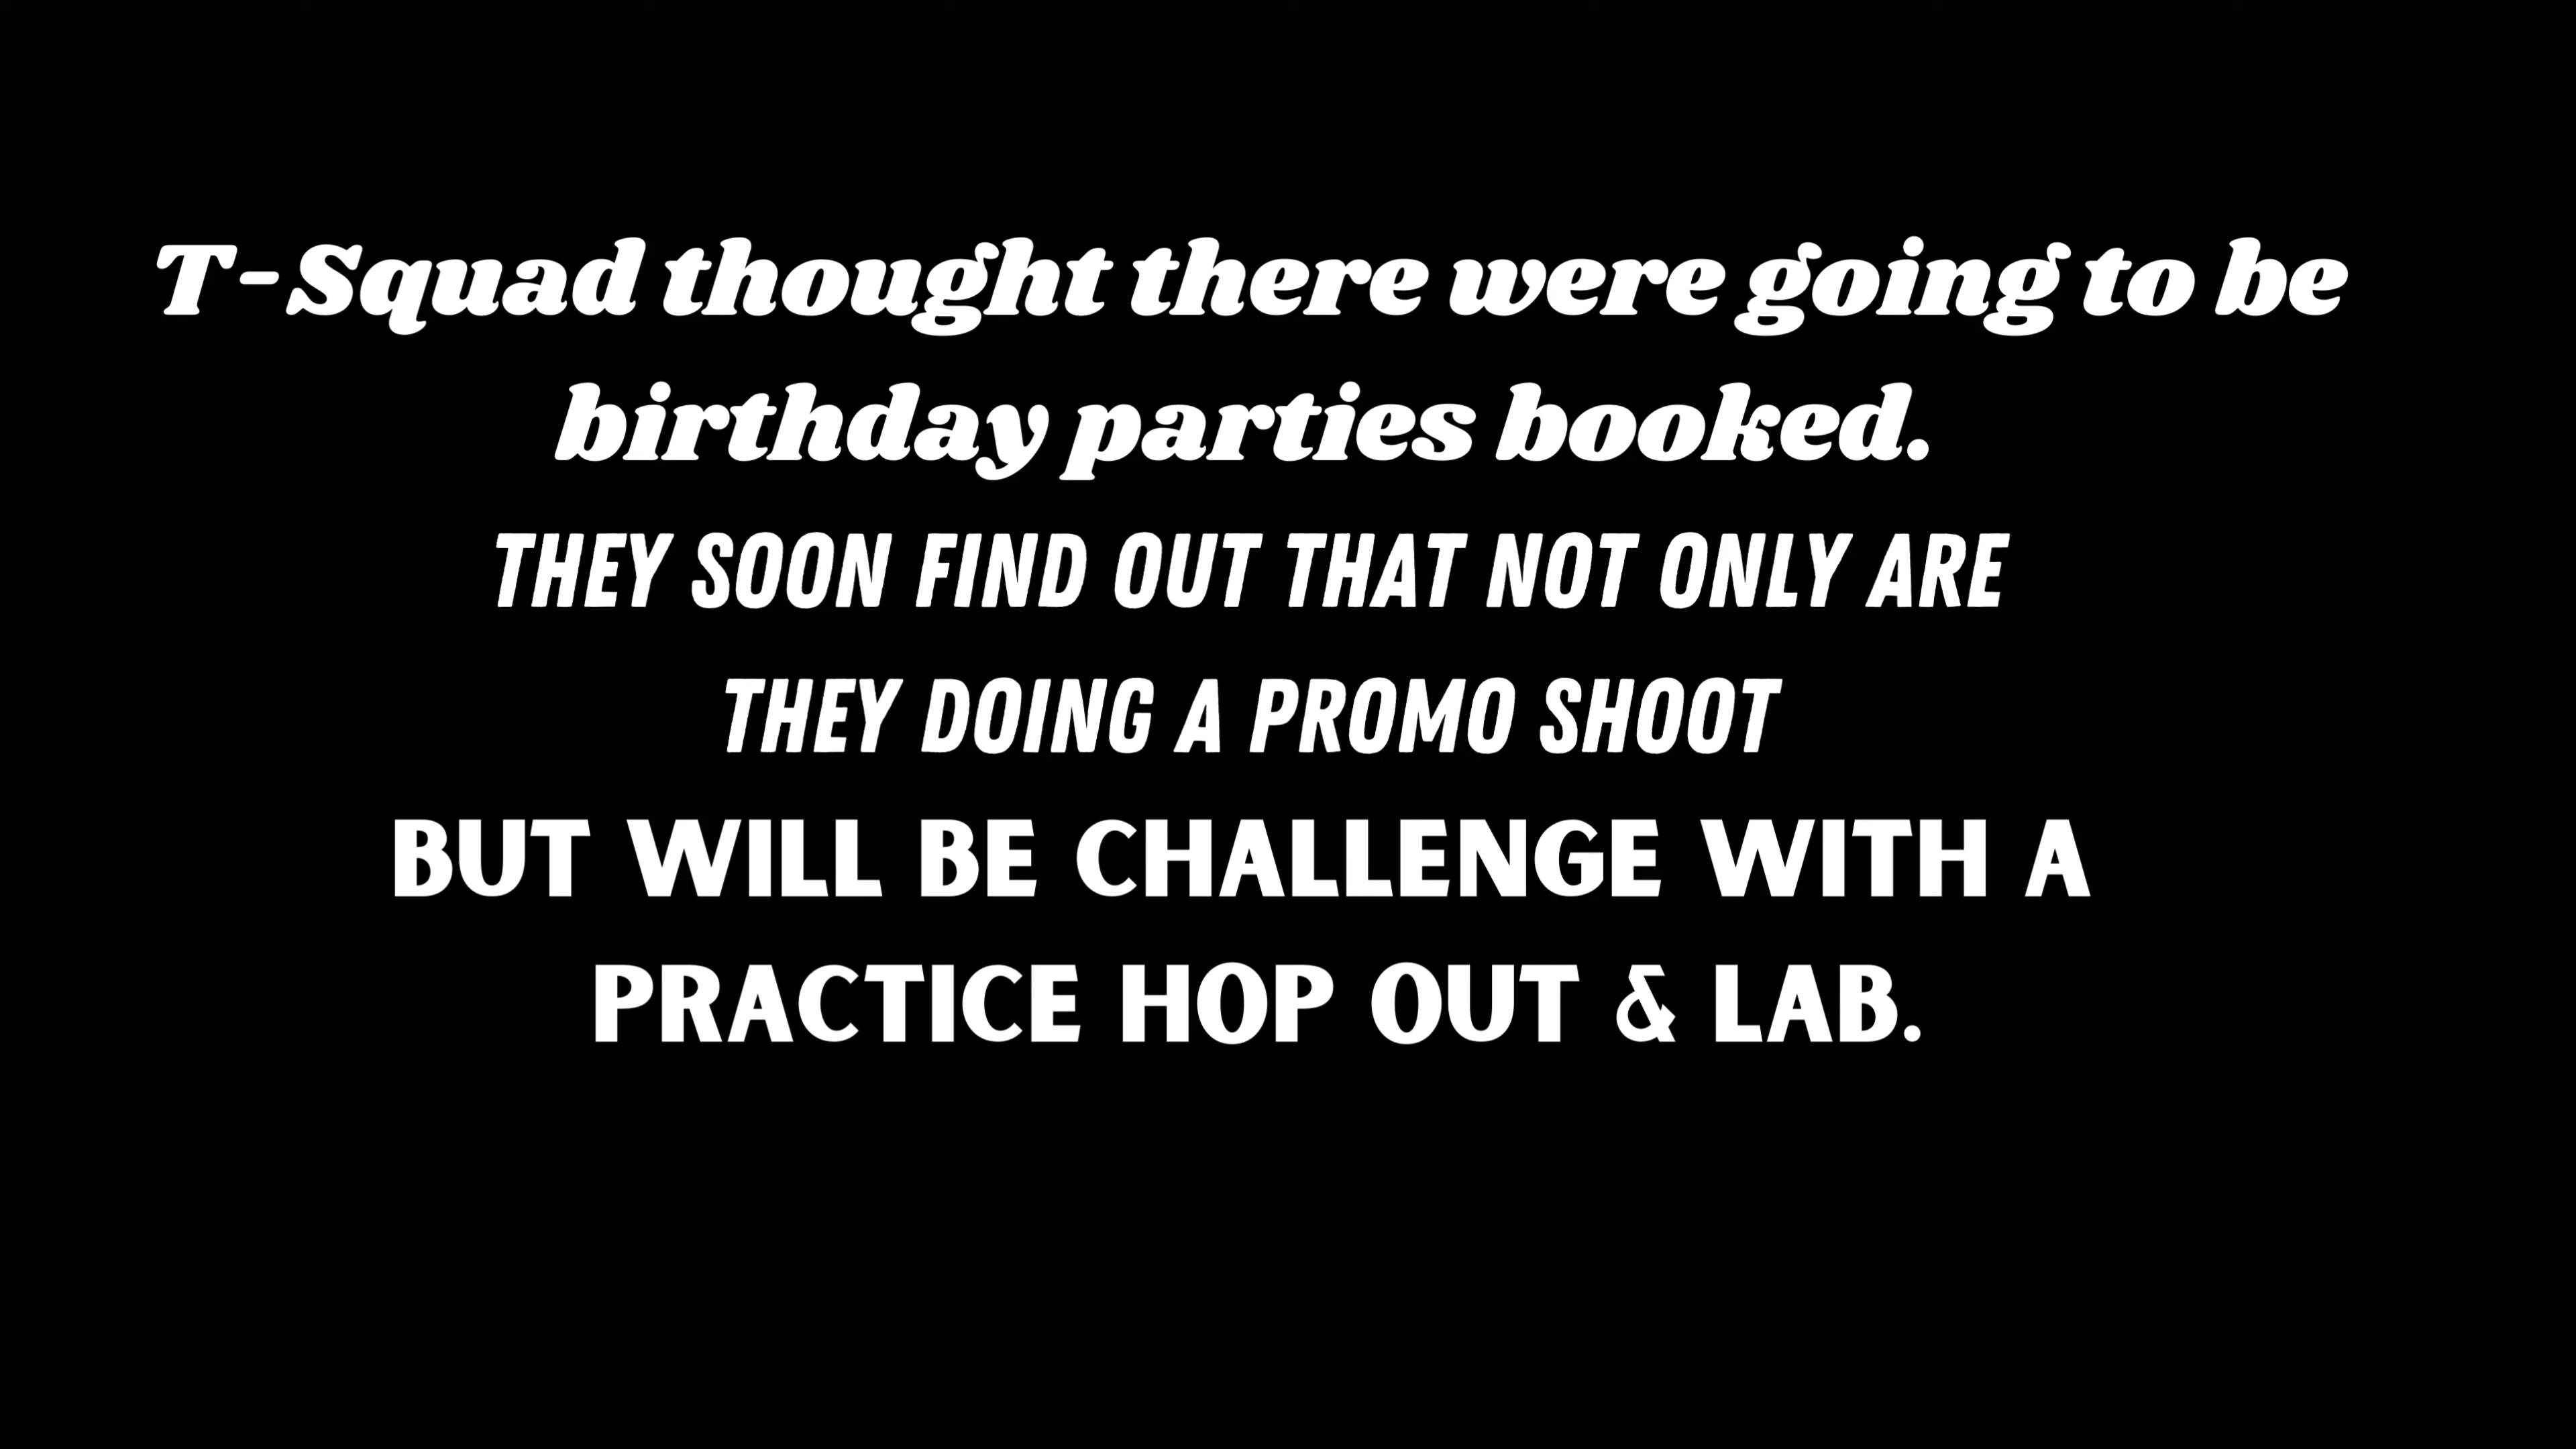 T-Squad thought there were going to be
birthday parties booked.
THEY SOON FIND OUT THAT NOT ONLY ARE
THEY DOING A PROMO SHOOT
BUT WILL BE CHALLENGE WITH A
PRACTICE HOP OUT & LAB.